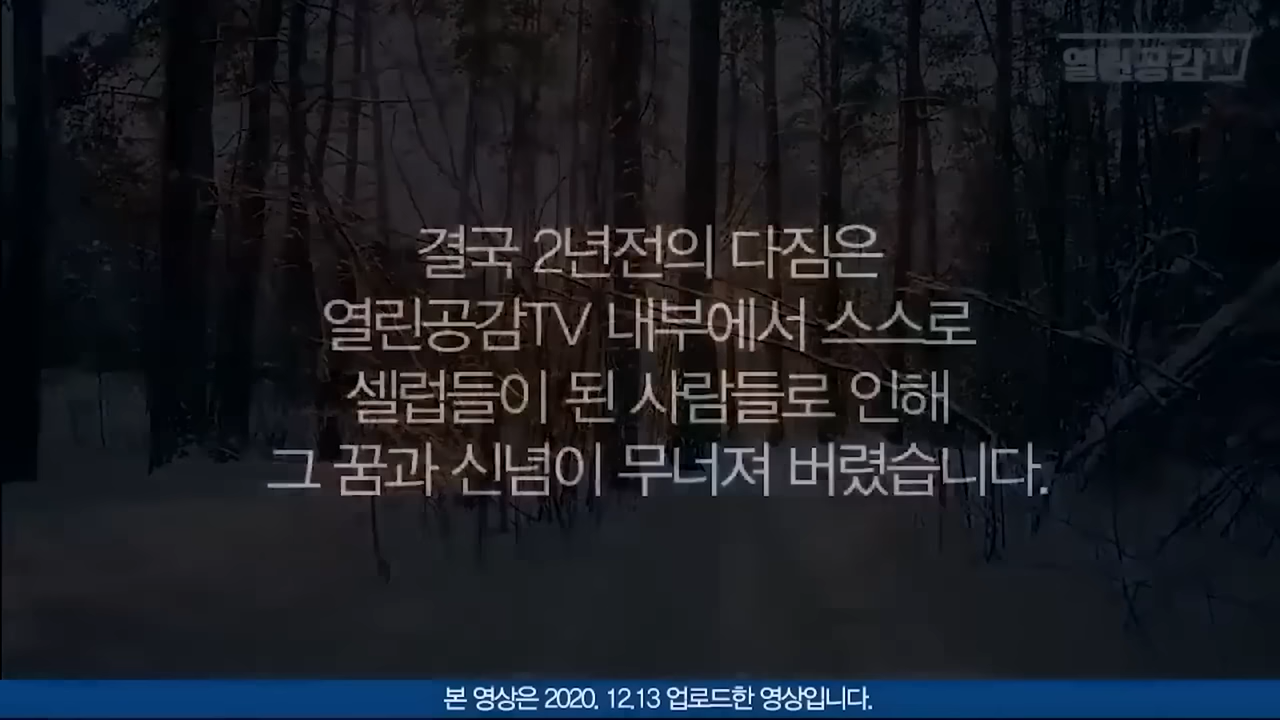 열린공감TV
결국 2년전의 다짐은
열린공감TV 내부에서 스스로
셀럽들이 된 사람들로 인해
그 꿈과 신념이 무너져 버렸습니다.
본 영상은 2020. 12.13 업로드한 영상입니다.